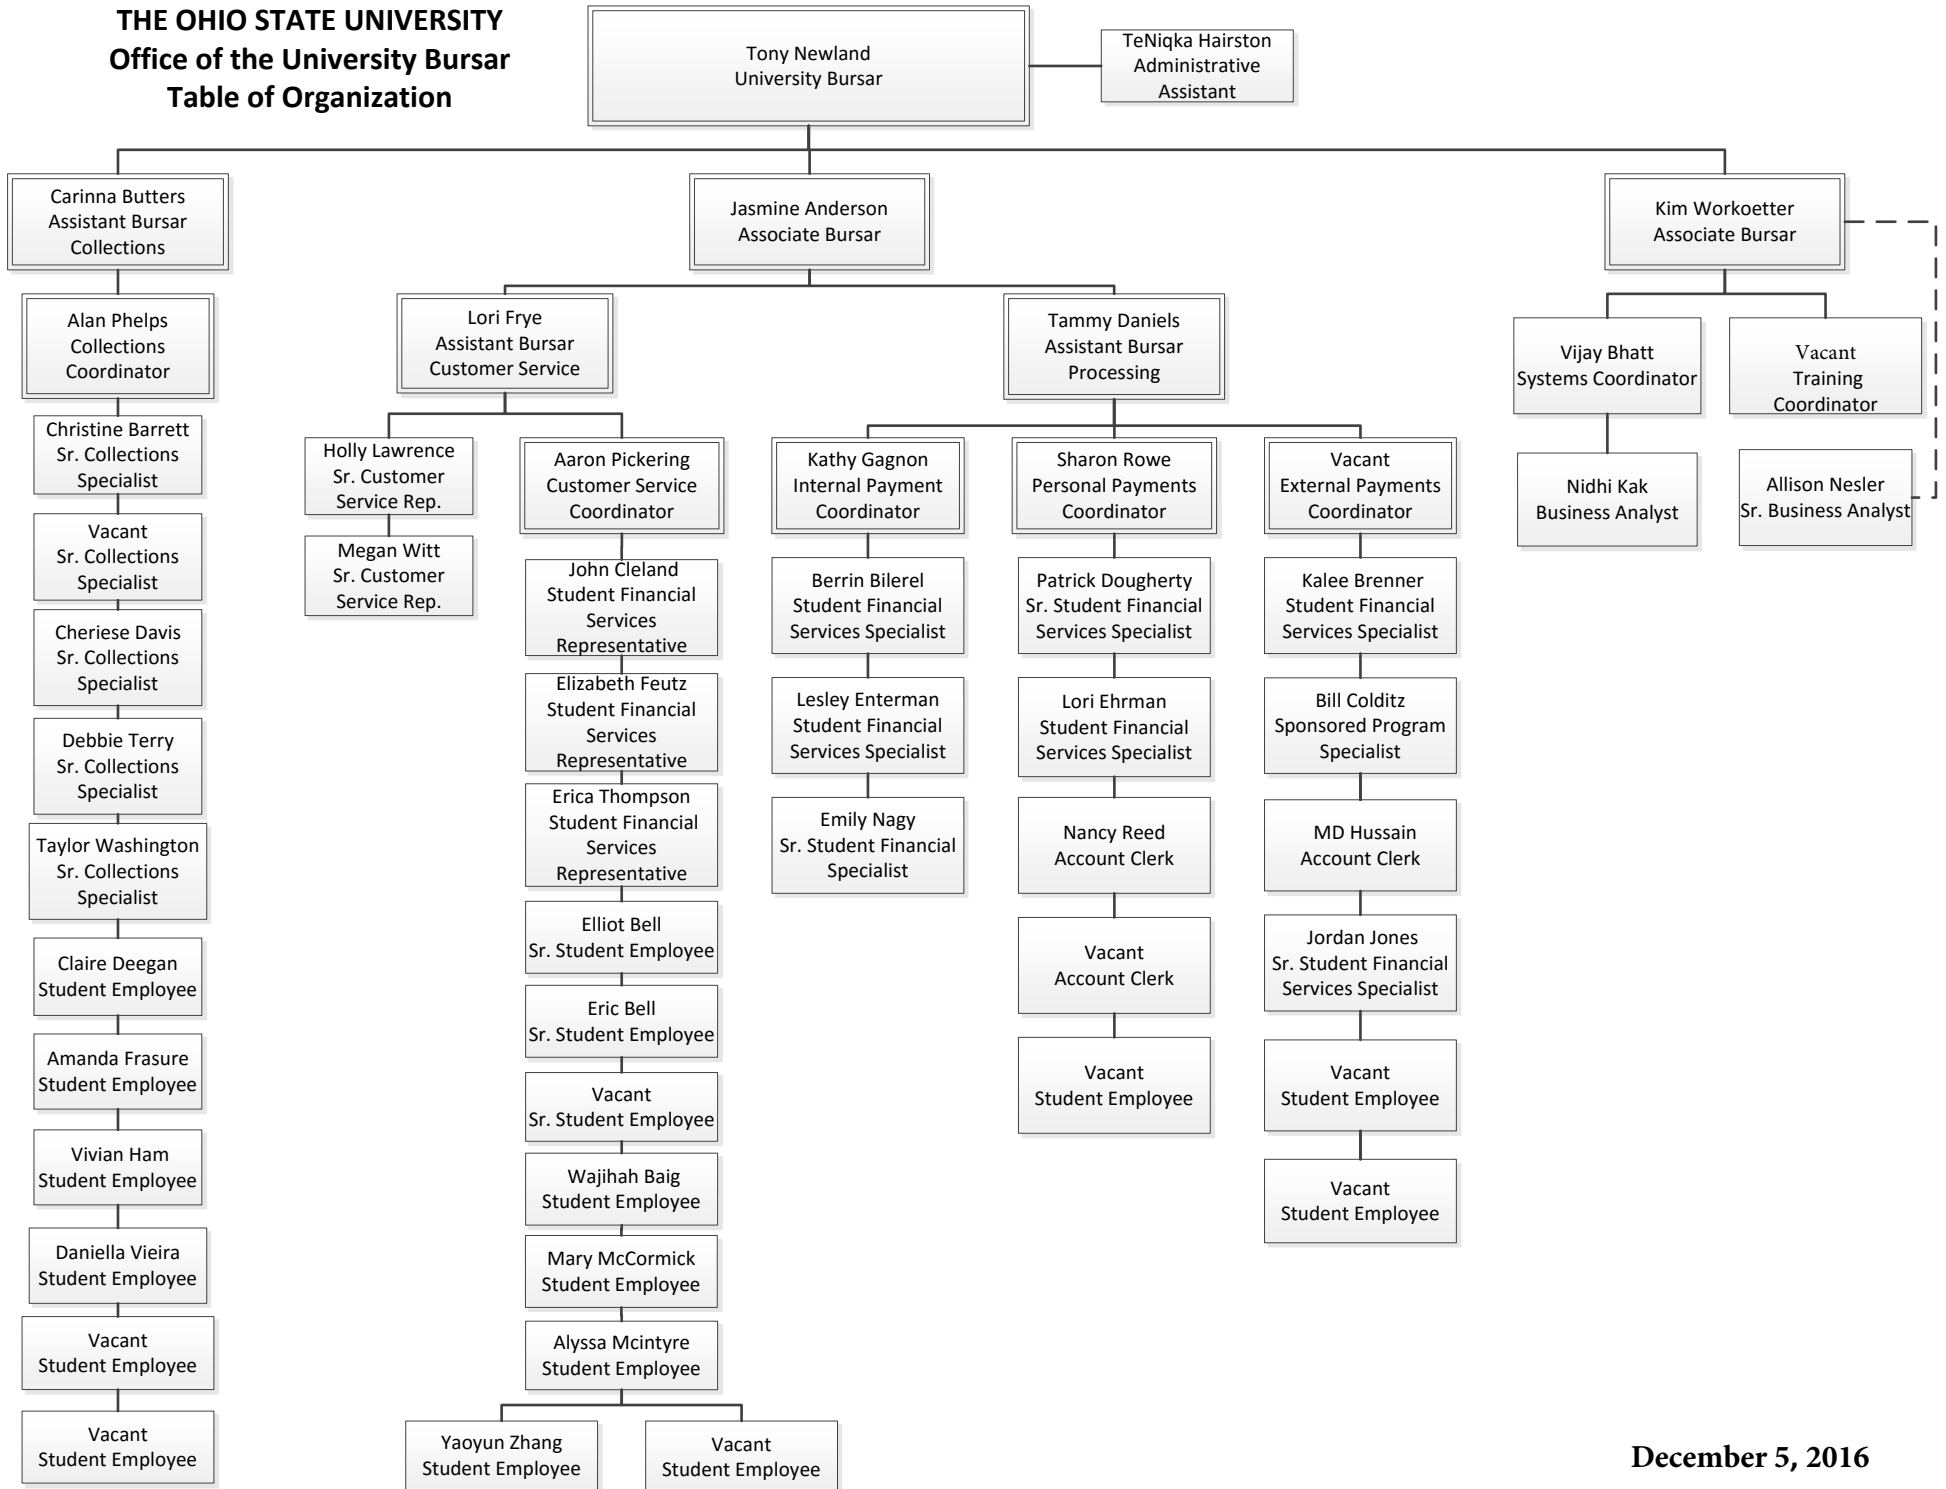 THE OHIO STATE UNIVERSITY
Office of the University Bursar
Table of Organization
Tony Newland
University Bursar
TeNiqka Hairston
Administrative
Assistant
Carinna Butters
Assistant Bursar
Collections
Jasmine Anderson
Associate Bursar
Kim Workoetter
Associate Bursar
Alan Phelps
Collections
Coordinator
Christine Barrett
Sr. Collections
Specialist
Vacant
Sr. Collections
Specialist
Cheriese Davis
Sr. Collections
Specialist
Debbie Terry
Sr. Collections
Specialist
Taylor Washington
Sr. Collections
Specialist
Claire Deegan
Student Employee
Amanda Frasure
Student Employee
Vivian Ham
Student Employee
Daniella Vieira
Student Employee
Vacant
Student Employee
Vacant
Student Employee
Lori Frye
Assistant Bursar
Customer Service
Holly Lawrence
Sr. Customer
Service Rep.
Megan Witt
Sr. Customer
Service Rep.
Aaron Pickering
Customer Service
Coordinator
John Cleland
Student Financial
Services
Representative
Elizabeth Feutz
Student Financial
Services
Representative
Erica Thompson
Student Financial
Services
Representative
Elliot Bell
Sr. Student Employee
Eric Bell
Sr. Student Employee
Vacant
Sr. Student Employee
Wajihah Baig
Student Employee
Mary McCormick
Student Employee
Alyssa Mcintyre
Student Employee
Yaoyun Zhang
Student Employee
Vacant
Student Employee
Tammy Daniels
Assistant Bursar
Processing
Kathy Gagnon
Internal Payment
Coordinator
Berrin Bilerel
Student Financial
Services Specialist
Lesley Enterman
Student Financial
Services Specialist
Emily Nagy
Sr. Student Financial
Specialist
Sharon Rowe
Personal Payments
Coordinator
Patrick Dougherty
Sr. Student Financial
Services Specialist
Lori Ehrman
Student Financial
Services Specialist
Nancy Reed
Account Clerk
Vacant
Account Clerk
Vacant
Student Employee
Vacant
External Payments
Coordinator
Kalee Brenner
Student Financial
Services Specialist
Bill Colditz
Sponsored Program
Specialist
MD Hussain
Account Clerk
Jordan Jones
Sr. Student Financial
Services Specialist
Vacant
Student Employee
Vacant
Student Employee
Vijay Bhatt
Systems Coordinator
Nidhi Kak
Business Analyst
Vacant
Training
Coordinator
Allison Nesler
Sr. Business Analyst
December 5, 2016